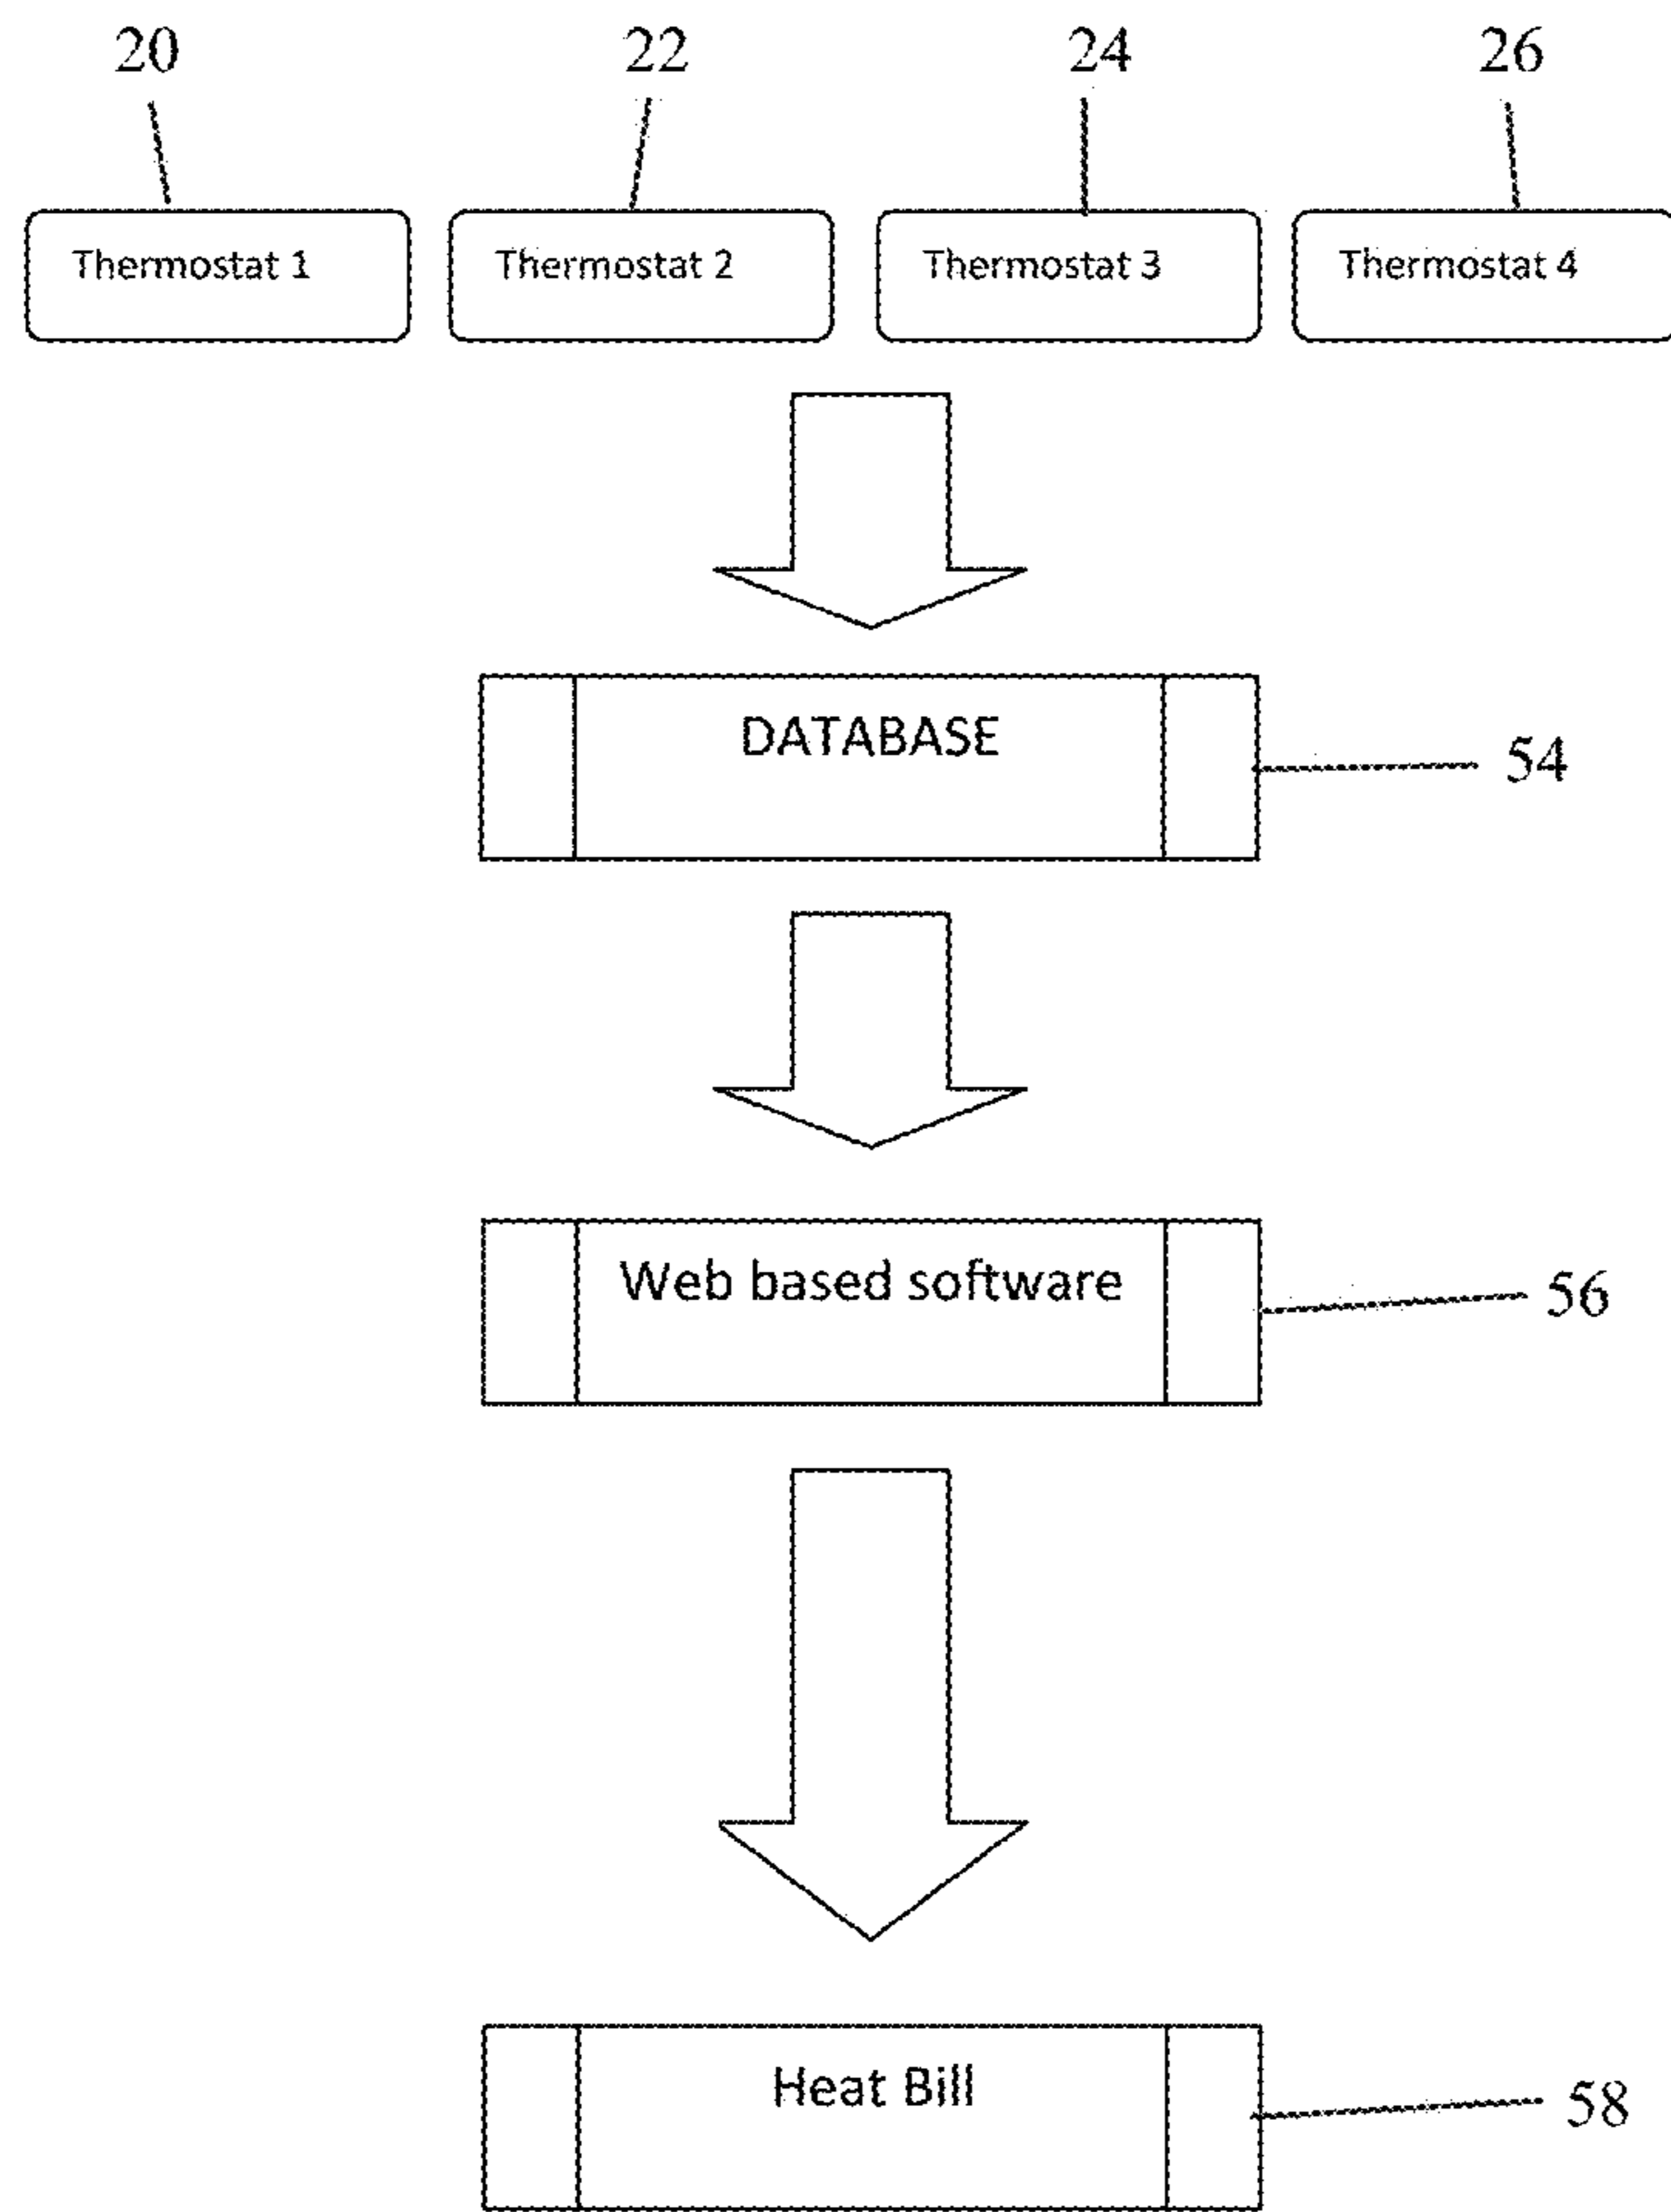 20 22 24 26
Thermostat 1 Thermostat 2 Thermostat 3 Thermostat 4
DATABASE
54
Web based software
56
Heat Bill
58